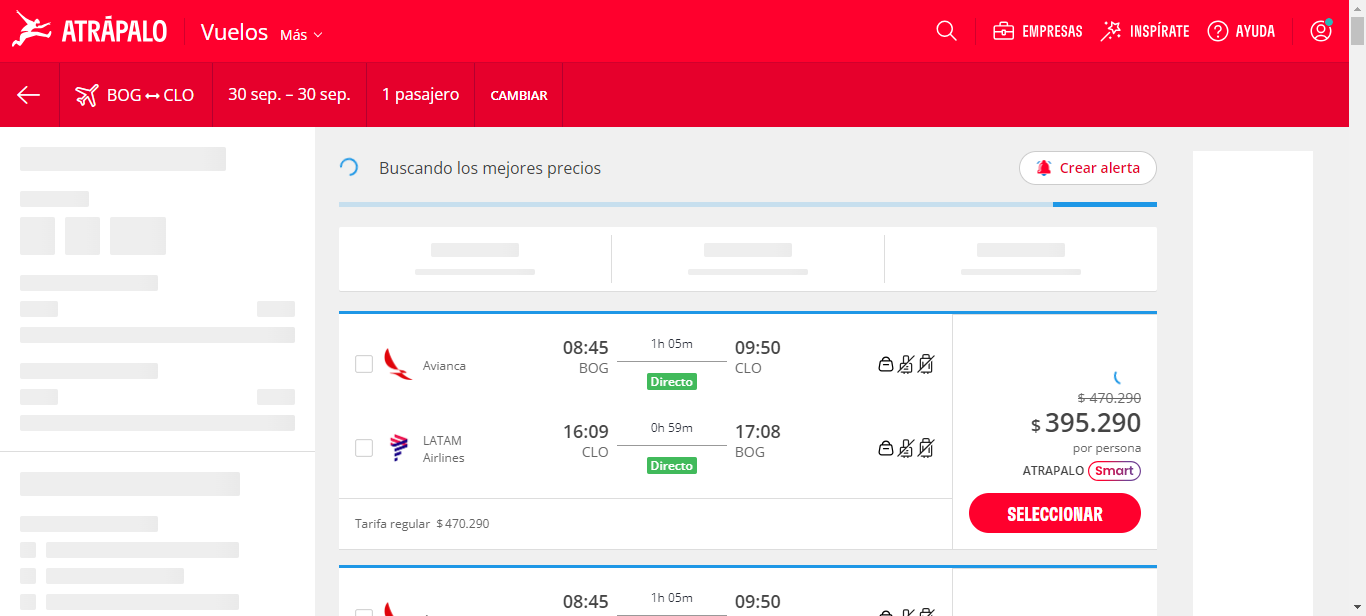 ATRÁPALO Vuelos Más EMPRESAS INSPÍRATE AYUDA
BOG CLO 30 sep. – 30 sep. 1 pasajero CAMBIAR
Buscando los mejores precios Crear alerta
Avianca 08:45 BOG 1h 05m Directo 09:50 CLO
LATAM Airlines 16:09 CLO 0h 59m Directo 17:08 BOG
Tarifa regular $ 470.290
$ 470.290
$ 395.290
por persona
ATRAPALO Smart
SELECCIONAR
08:45 1h 05m 09:50